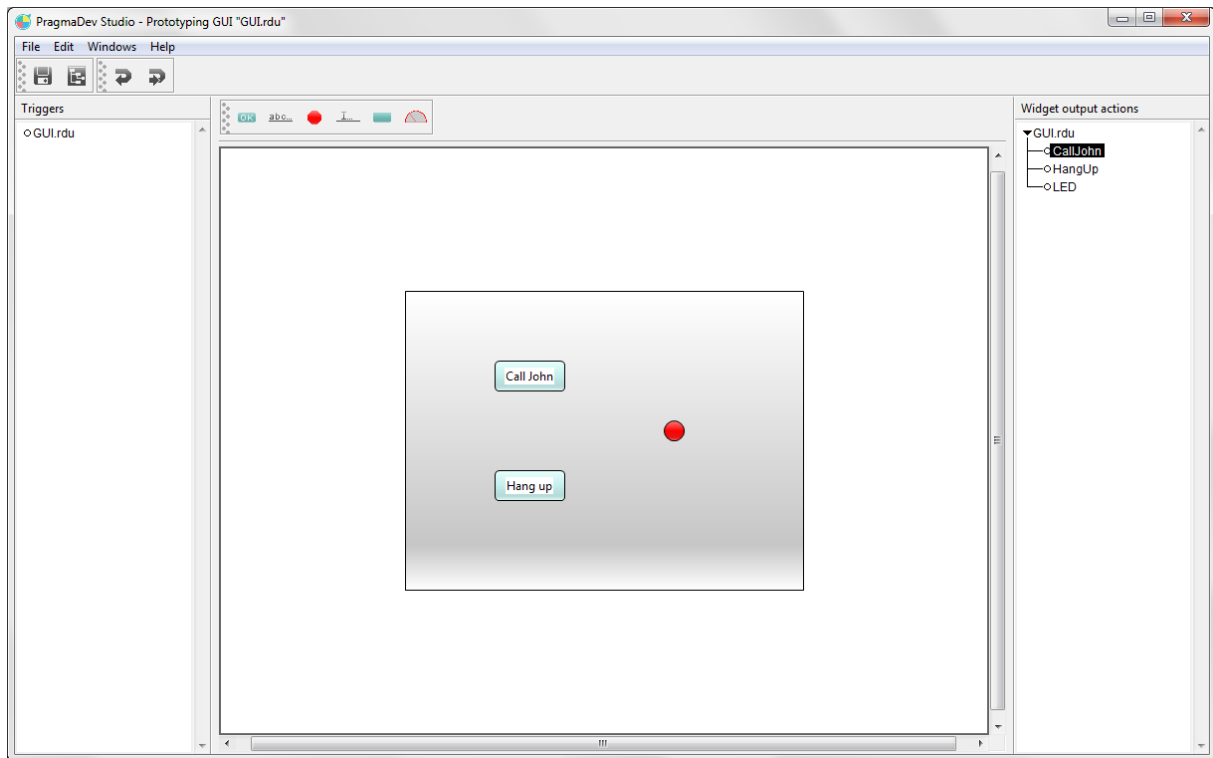 PragmaDev Studio - Prototyping GUI "GUI.rdu"
File Edit Windows Help
Triggers
GUI.rdu
OK abc... I...
Widget output actions
GUI.rdu
CallJohn
HangUp
LED
Call John
Hang up